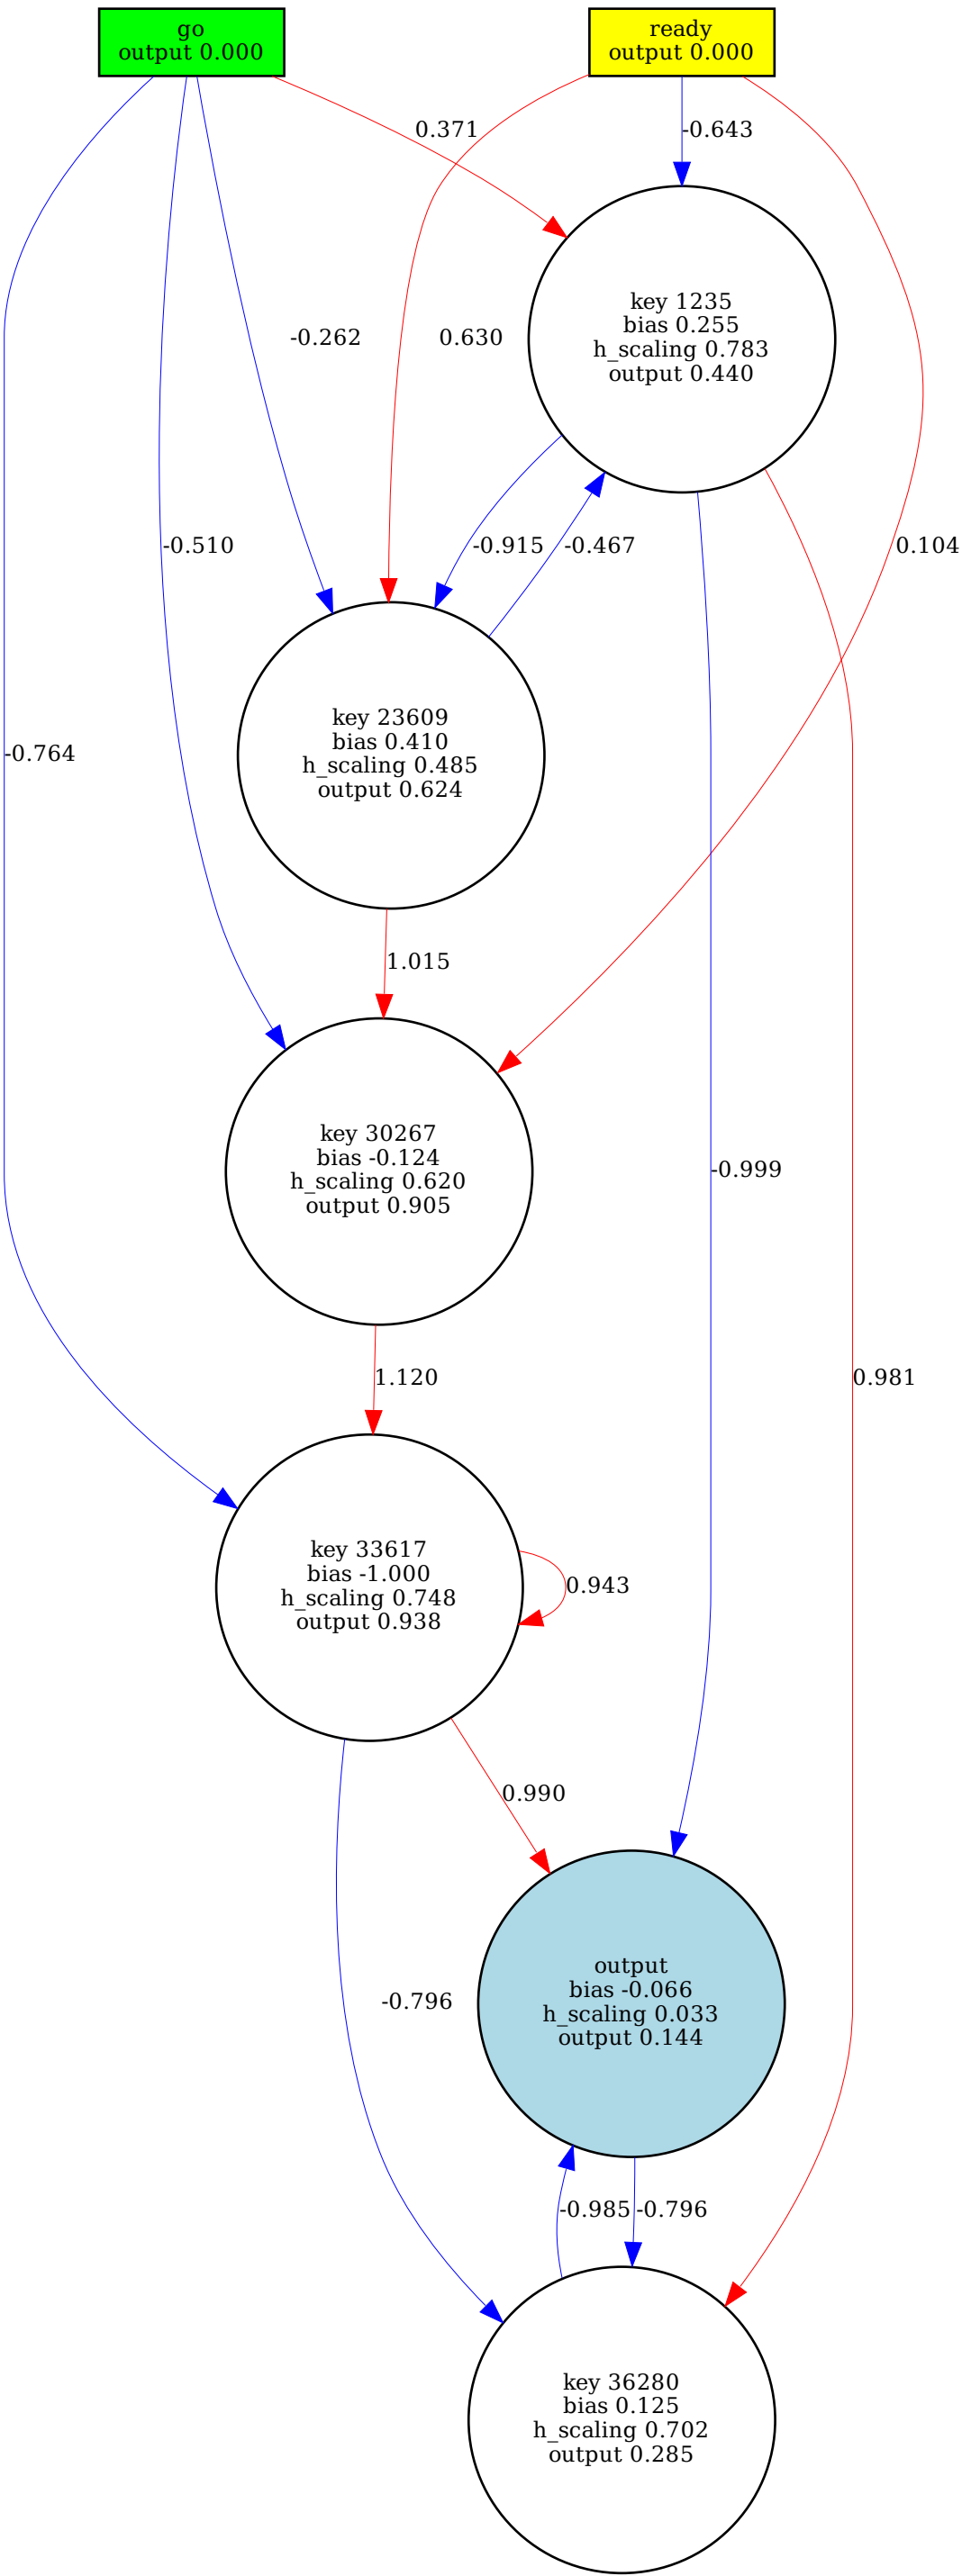 go
output 0.000
ready
output 0.000
0.371
-0.643
key 1235
bias 0.255
h_scaling 0.783
output 0.440
-0.262
0.630
-0.510
-0.915
-0.467
0.104
key 23609
bias 0.410
h_scaling 0.485
output 0.624
-0.764
1.015
key 30267
bias -0.124
h_scaling 0.620
output 0.905
-0.999
1.120
0.981
key 33617
bias -1.000
h_scaling 0.748
output 0.938
0.943
0.990
output
bias -0.066
h_scaling 0.033
output 0.144
-0.796
-0.985
-0.796
key 36280
bias 0.125
h_scaling 0.702
output 0.285